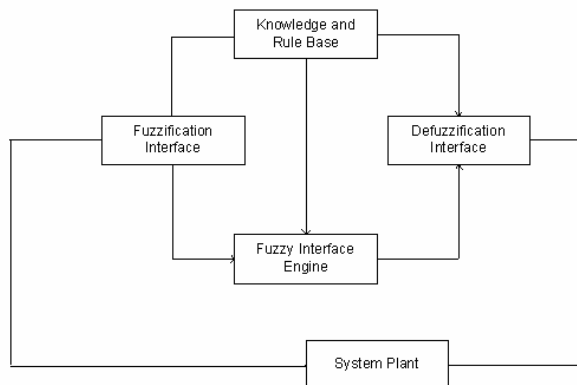 Knowledge and
Rule Base
Fuzzification
Interface
Defuzzification
Interface
Fuzzy Interface
Engine
System Plant